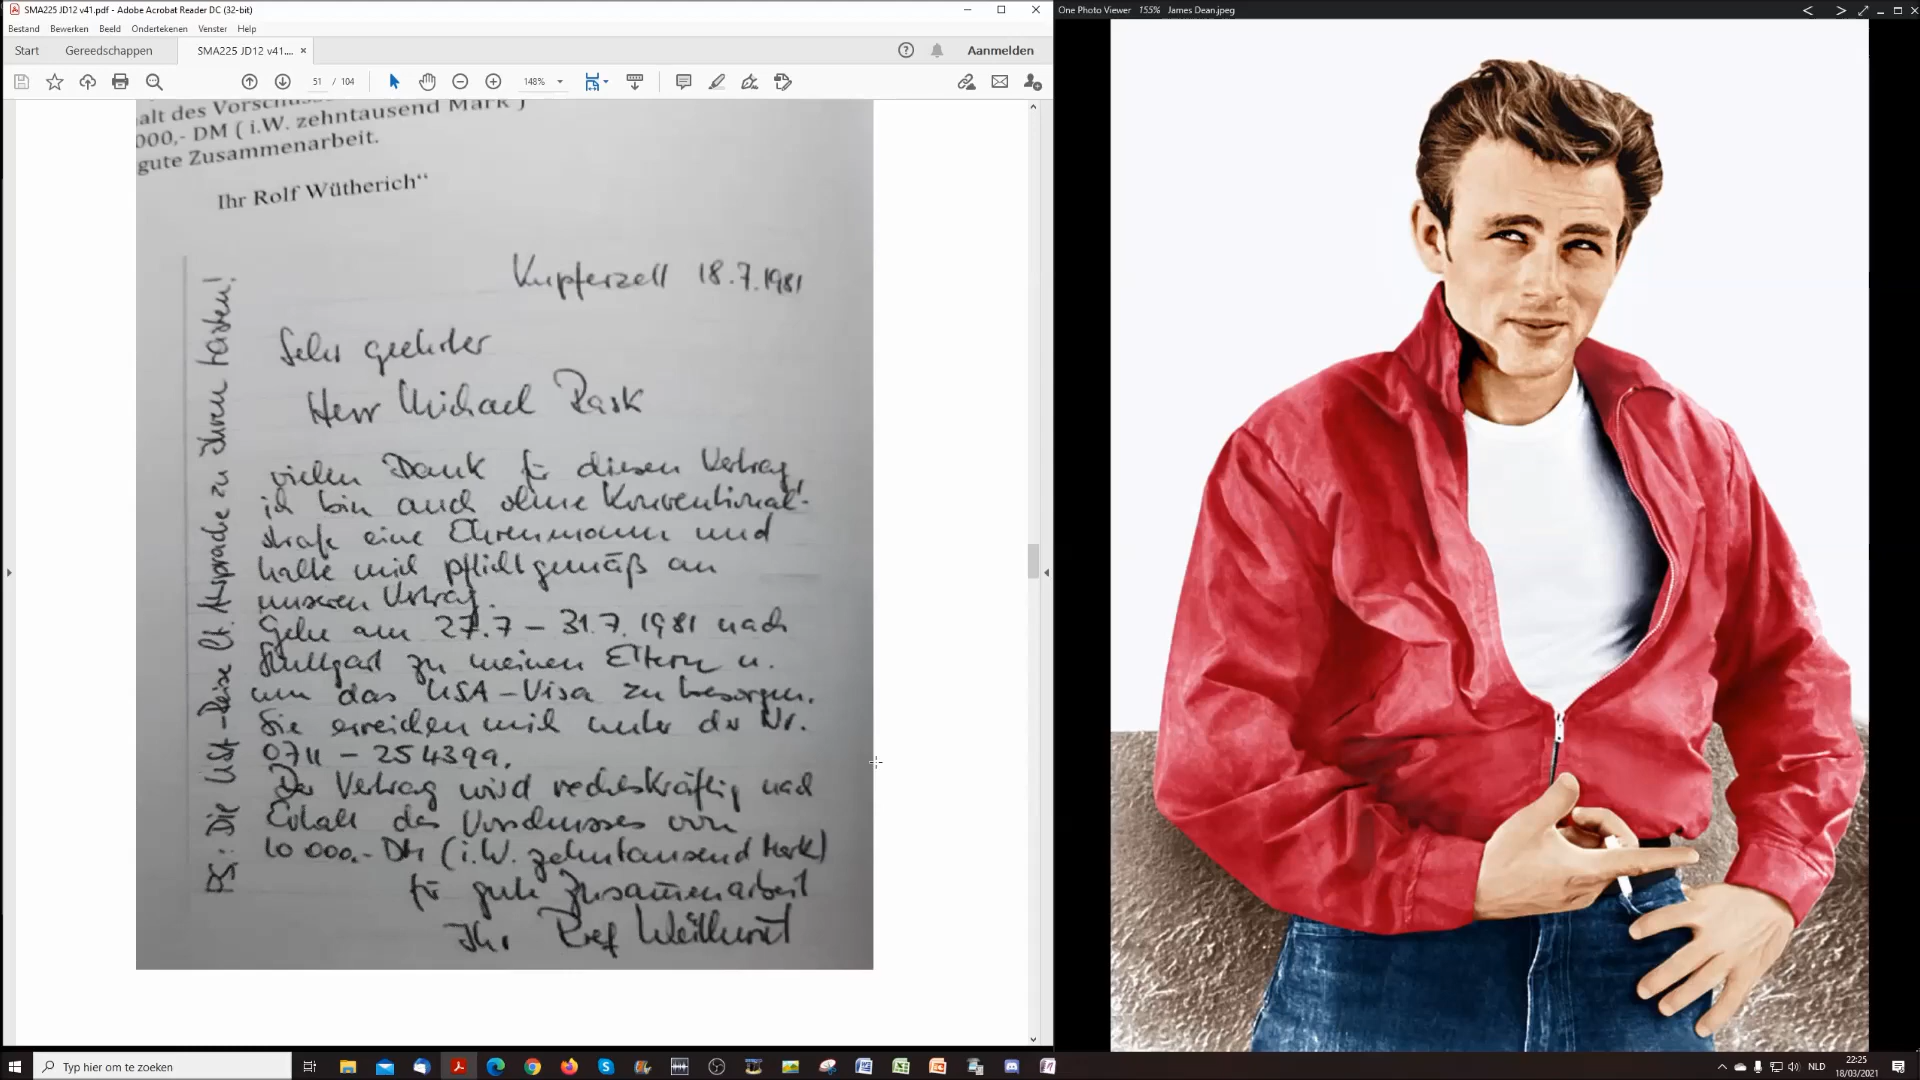 SMA225 JD12 v41.pdf - Adobe Acrobat Reader DC (32-bit)
Bestand Bewerken Beeld Ondertekenen Venster Help
Start Gereedschappen SMA225 JD12 v41.... × Aanmelden
51 / 104 148%
alt des Vorschuss
000,- DM ( i.W. zehntausend Mark )
gute Zusammenarbeit.
Ihr Rolf Wütherich“
Kupferzell 18.7.1981
Sehr geehrter
Herr Michael Rask
vielen Dank für diesen Vertrag,
ich bin auch ohne Konventional-
strafe eine Ehrenmann und
halte mich pflichtgemäß an
unseren Vertrag.
Gehe am 27.7 – 31.7.1981 nach
Stuttgart zu meinen Eltern u.
um das USA-Visa zu besorgen.
Sie erreichen mich unter der Nr.
0711 – 254399.
Der Vertrag wird rechtskräftig nach
Erhalt des Vorschusses von
10 000.- DM (i.W. zehntausend Mark)
für gute Zusammenarbeit
Ihr Rolf Wütherich
PS: Die USA-Reise lt. Absprache zu Ihren Lasten!
One Photo Viewer 155% James Dean.jpeg
Typ hier om te zoeken
NLD
22:25
18/03/2021